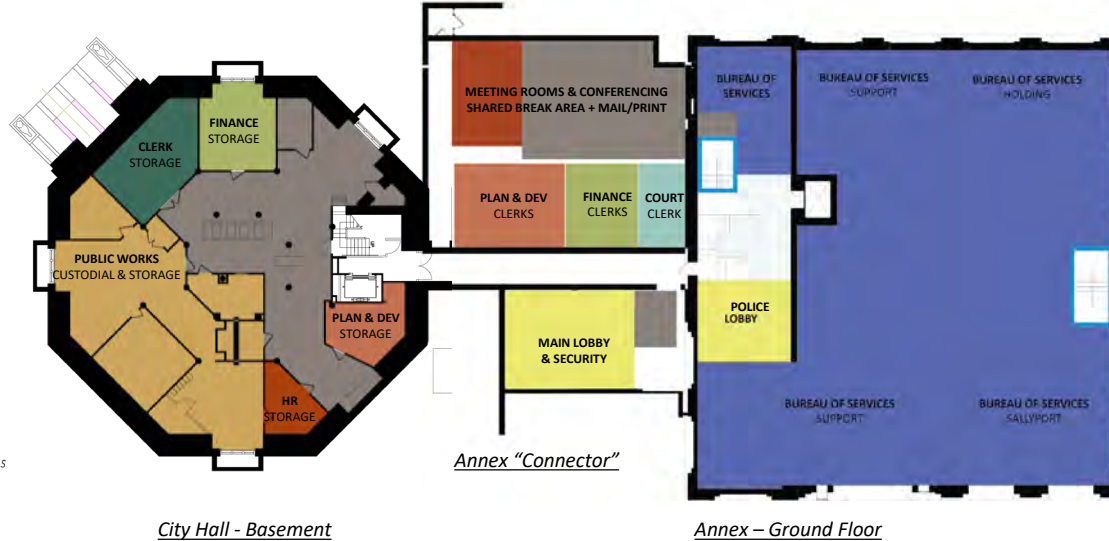 FINANCE
STORAGE
CLERK
STORAGE
PUBLIC WORKS
CUSTODIAL & STORAGE
PLAN & DEV
STORAGE
HR
STORAGE
MEETING ROOMS & CONFERENCING
SHARED BREAK AREA + MAIL/PRINT
PLAN & DEV
CLERKS
FINANCE
CLERKS
COURT
CLERK
MAIN LOBBY
& SECURITY
BUREAU OF
SERVICES
BUREAU OF SERVICES
SUPPORT
BUREAU OF SERVICES
HOLDING
POLICE
LOBBY
BUREAU OF SERVICES
SUPPORT
BUREAU OF SERVICES
SALLYPORT
s
Annex “Connector”
City Hall - Basement
Annex – Ground Floor